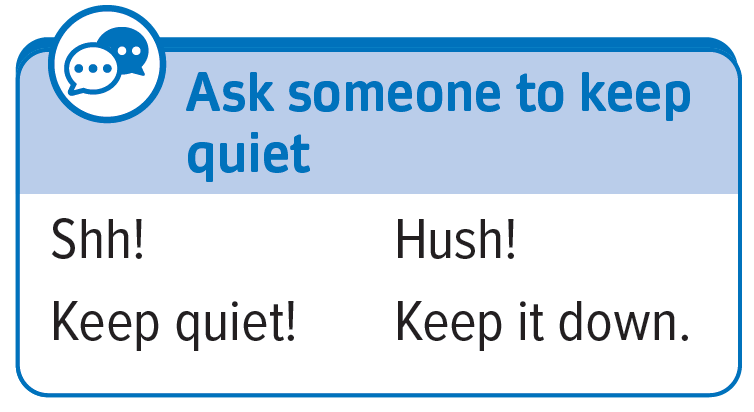 Ask someone to keep
quiet
Shh!
Hush!
Keep quiet!
Keep it down.